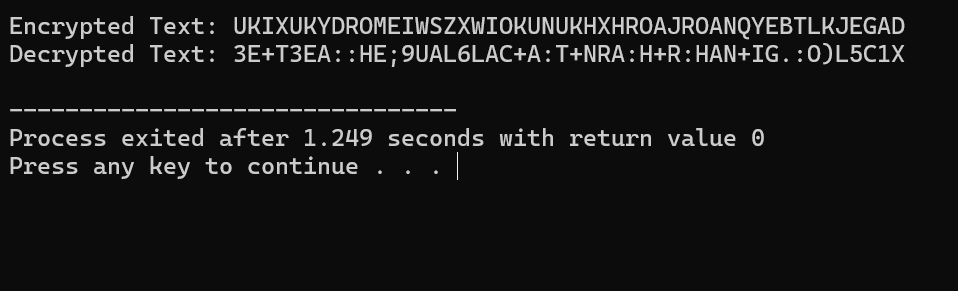 Encrypted Text: UKIXUKYDROMEIWSZXWIOKUNUKHXHROAJROANQYEBTLKJEGAD
Decrypted Text: 3E+T3EA::HE;9UAL6LAC+A:T+NRA:H+R:HAN+IG.:O)L5C1X
--------------------------------
Process exited after 1.249 seconds with return value 0
Press any key to continue . . .